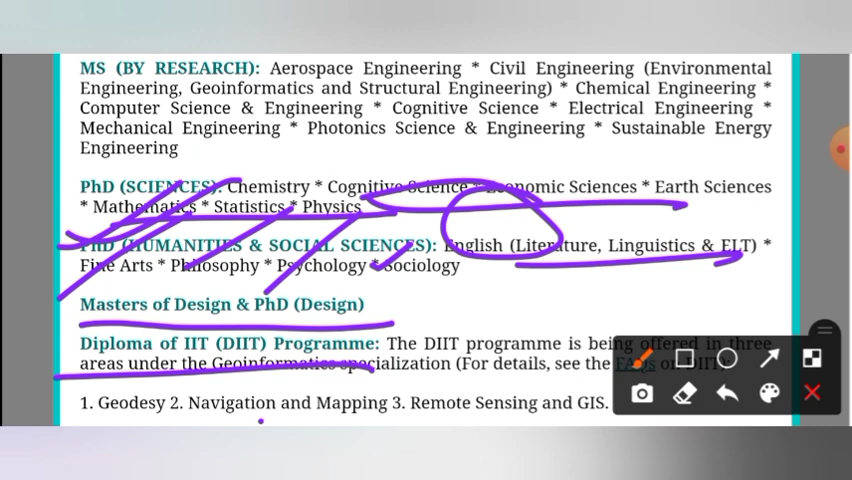 MS (BY RESEARCH): Aerospace Engineering * Civil Engineering (Environmental
Engineering, Geoinformatics and Structural Engineering) * Chemical Engineering *
Computer Science & Engineering * Cognitive Science * Electrical Engineering *
Mechanical Engineering * Photonics Science & Engineering * Sustainable Energy
Engineering
PhD (SCIENCES): Chemistry * Cognitive Science * Economic Sciences * Earth Sciences
* Mathematics * Statistics * Physics
PhD (HUMANITIES & SOCIAL SCIENCES): English (Literature, Linguistics & ELT) *
Fine Arts * Philosophy * Psychology * Sociology
Masters of Design & PhD (Design)
Diploma of IIT (DIIT) Programme: The DIIT programme is being offered in three
areas under the Geoinformatics specialization (For details, see the FAQs on DIIT):
1. Geodesy 2. Navigation and Mapping 3. Remote Sensing and GIS.